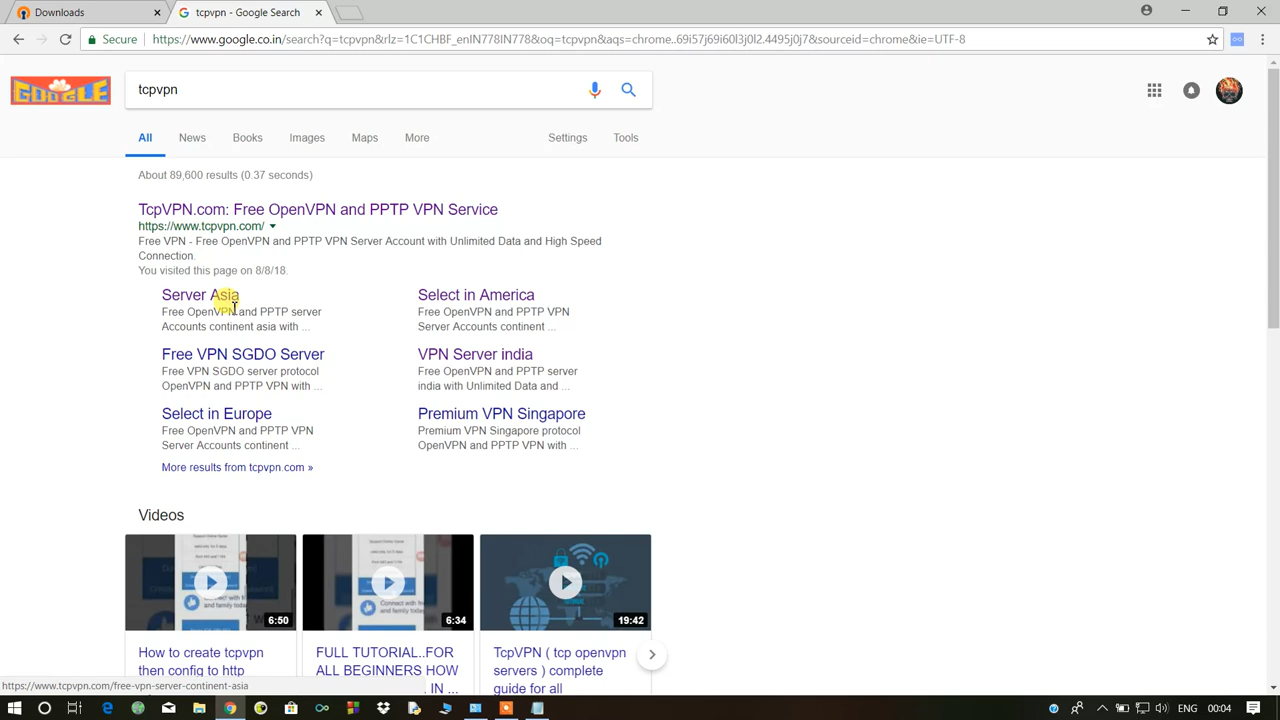 Downloads
tcpvpn - Google Search
Secure
https://www.google.co.in/search?q=tcpvpn&rlz=1C1CHBF_enIN778IN778&oq=tcpvpn&aqs=chrome..69i57j69i60l3j0l2.4495j0j7&sourceid=chrome&ie=UTF-8
GOOGLE
tcpvpn
All
News
Books
Images
Maps
More
Settings
Tools
About 89,600 results (0.37 seconds)
TcpVPN.com: Free OpenVPN and PPTP VPN Service
https://www.tcpvpn.com/
Free VPN - Free OpenVPN and PPTP VPN Server Account with Unlimited Data and High Speed
Connection.
You visited this page on 8/8/18.
Server Asia
Free OpenVPN and PPTP server
Accounts continent asia with ...
Select in America
Free OpenVPN and PPTP VPN
Server Accounts continent ...
Free VPN SGDO Server
Free VPN SGDO server protocol
OpenVPN and PPTP VPN with ...
VPN Server india
Free OpenVPN and PPTP server
india with Unlimited Data and ...
Select in Europe
Free OpenVPN and PPTP VPN
Server Accounts continent ...
Premium VPN Singapore
Premium VPN Singapore protocol
OpenVPN and PPTP VPN with ...
More results from tcpvpn.com »
Videos
6:50
6:34
19:42
How to create tcpvpn
then config to http
FULL TUTORIAL..FOR
ALL BEGINNERS HOW
IN ...
TcpVPN ( tcp openvpn
servers ) complete
guide for all
https://www.tcpvpn.com/free-vpn-server-continent-asia
ENG
00:04